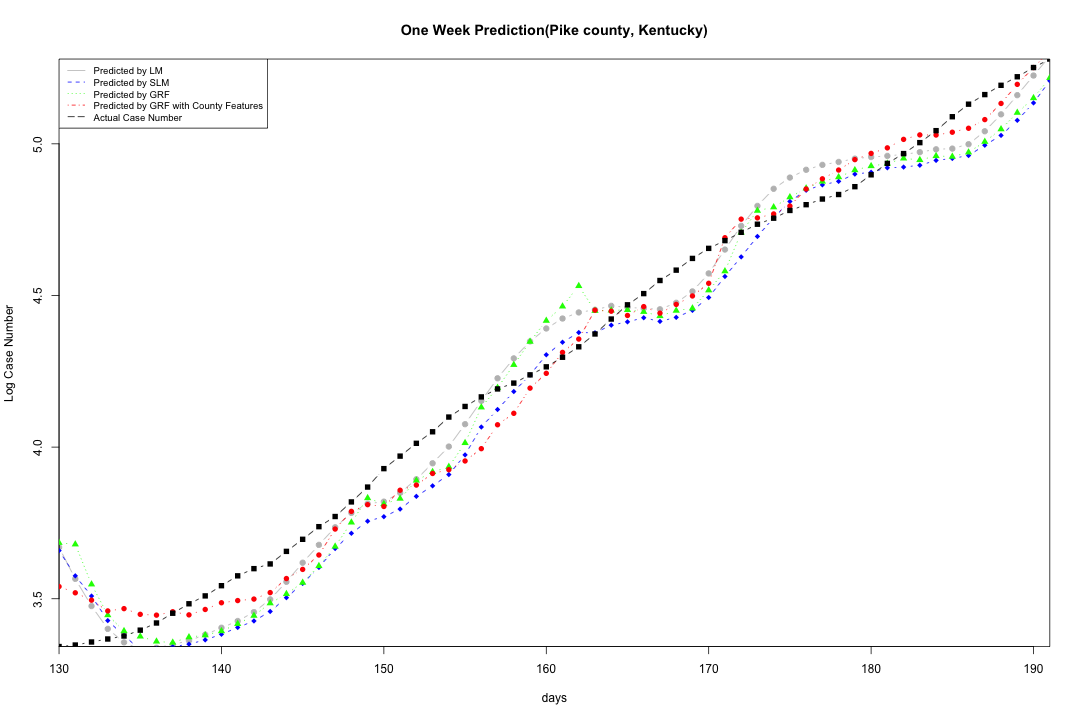 One Week Prediction(Pike county, Kentucky)
Predicted by LM
Predicted by SLM
Predicted by GRF
Predicted by GRF with County Features
Actual Case Number
5.0
4.5
4.0
3.5
Log Case Number
130 140 150 160 170 180 190
days